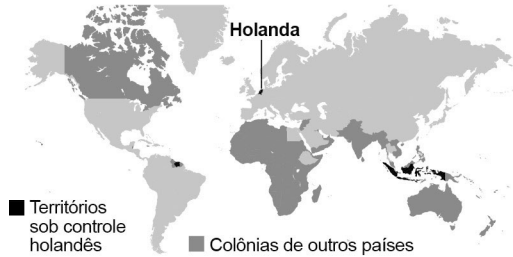 Holanda
Territórios
sob controle
holandês
Colônias de outros países